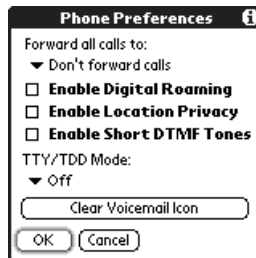 Phone Preferences i
Forward all calls to:
Don't forward calls
Enable Digital Roaming
Enable Location Privacy
Enable Short DTMF Tones
TTY/TDD Mode:
Off
Clear Voicemail Icon
OK Cancel